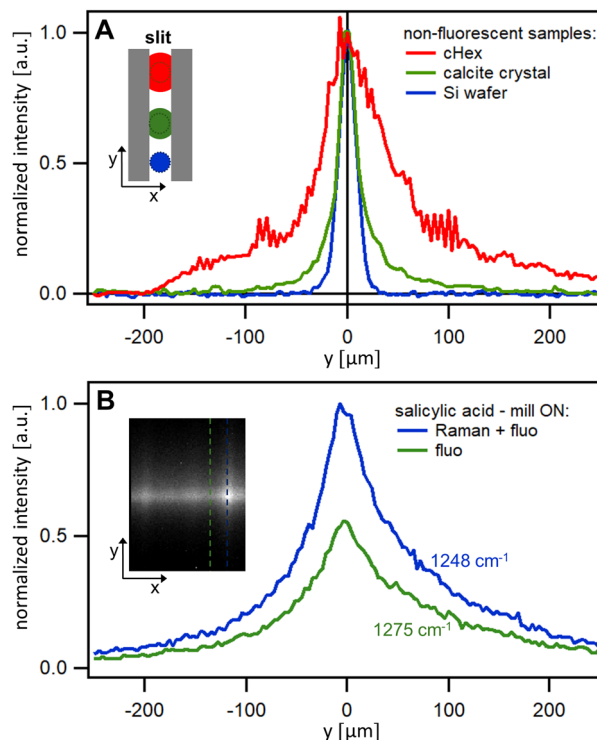 A
slit
y
x
non-fluorescent samples:
cHex
calcite crystal
Si wafer
normalized intensity [a.u.]
1.0
0.5
0.0
-200
-100
0
100
200
y [µm]
B
y
x
salicylic acid - mill ON:
Raman + fluo
fluo
1248 cm⁻¹
1275 cm⁻¹
normalized intensity [a.u.]
1.0
0.5
0.0
-200
-100
0
100
200
y [µm]